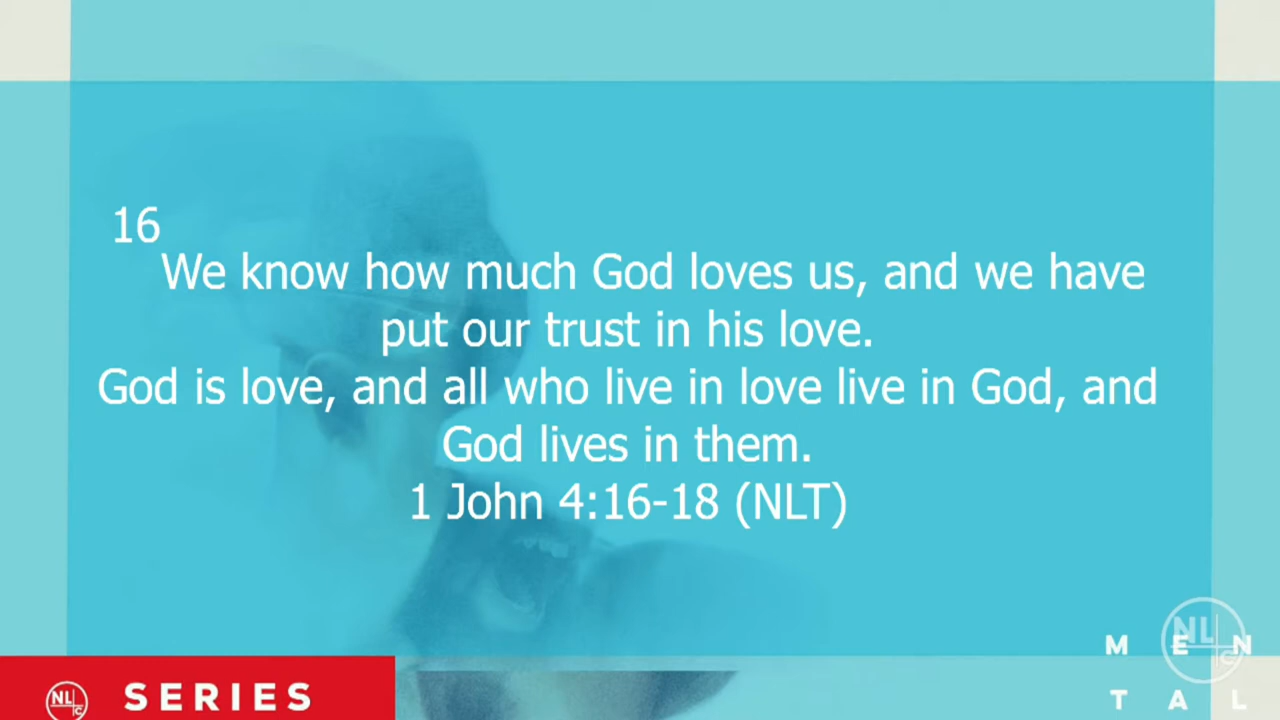 16
We know how much God loves us, and we have
put our trust in his love.
God is love, and all who live in love live in God, and
God lives in them.
1 John 4:16-18 (NLT)
NLC
M E N
T A L
NLC SERIES